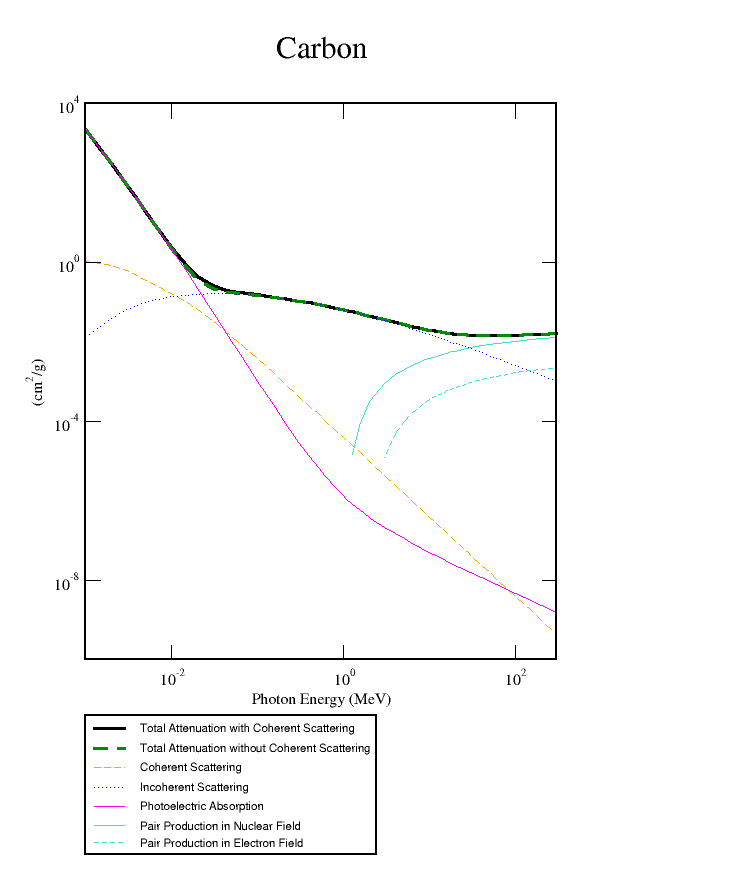 Carbon
10^4
10^0
(cm^2/g)
10^-4
10^-8
10^-2 10^0 10^2
Photon Energy (MeV)
Total Attenuation with Coherent Scattering
Total Attenuation without Coherent Scattering
Coherent Scattering
Incoherent Scattering
Photoelectric Absorption
Pair Production in Nuclear Field
Pair Production in Electron Field